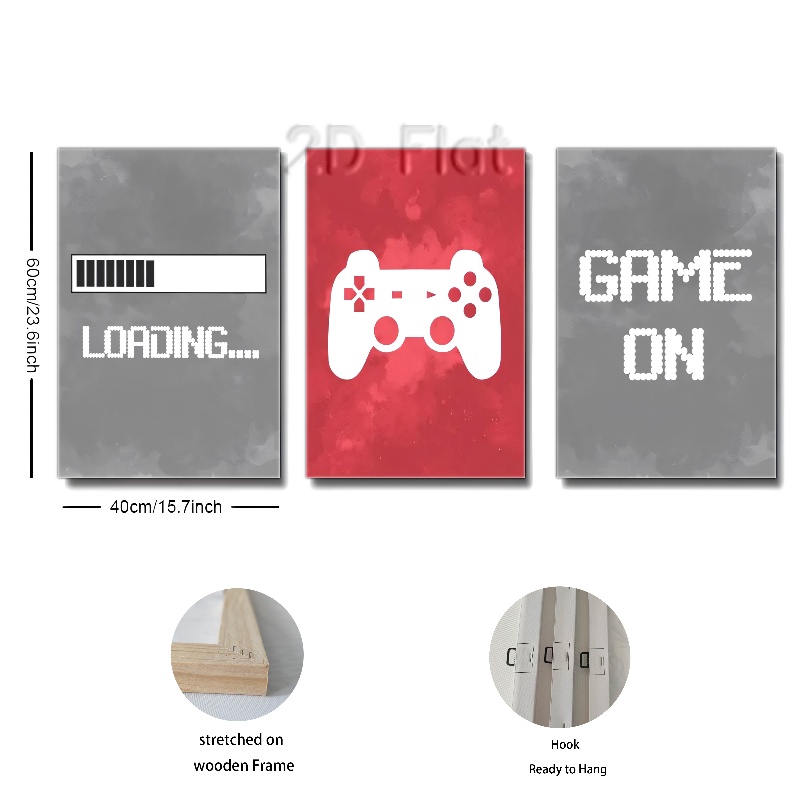 2D Flat
60cm/23.6inch
LOADING....
GAME
ON
40cm/15.7inch
stretched on
wooden Frame
Hook
Ready to Hang